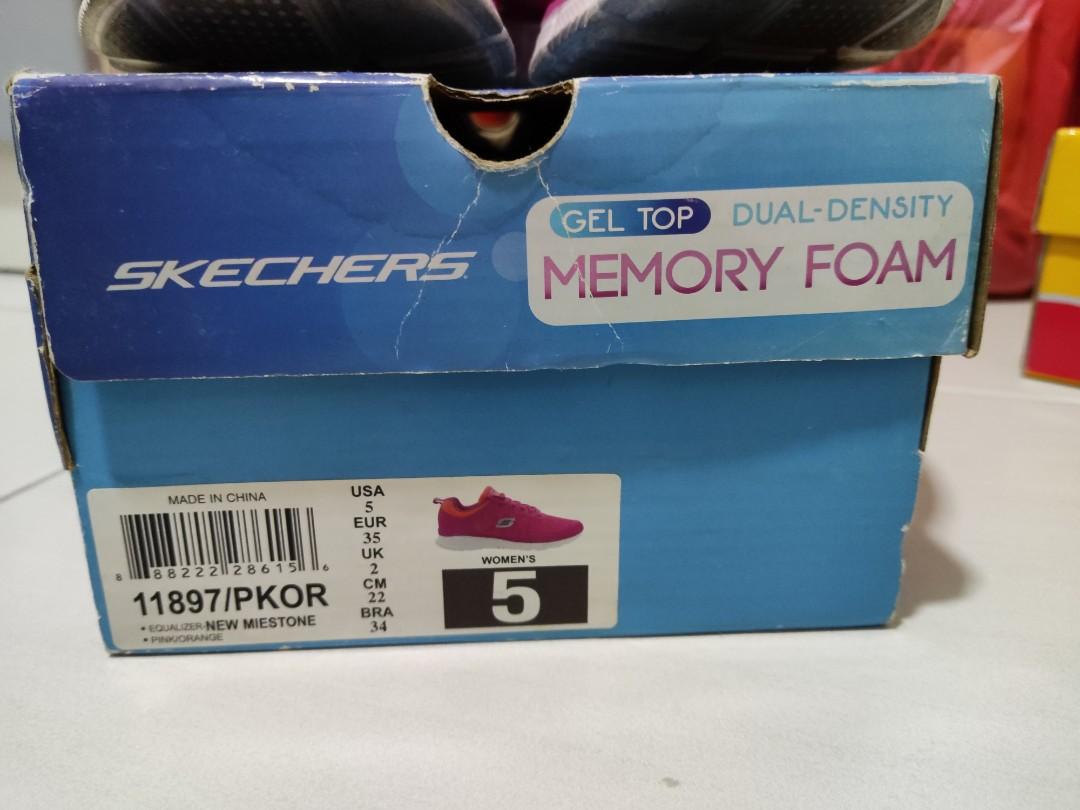 SKECHERS
GEL TOP DUAL-DENSITY
MEMORY FOAM
MADE IN CHINA
8 88222 28615 6
11897/PKOR
• EQUALIZER-NEW MIESTONE
• PINK/ORANGE
USA
5
EUR
35
UK
2
CM
22
BRA
34
WOMEN'S
5